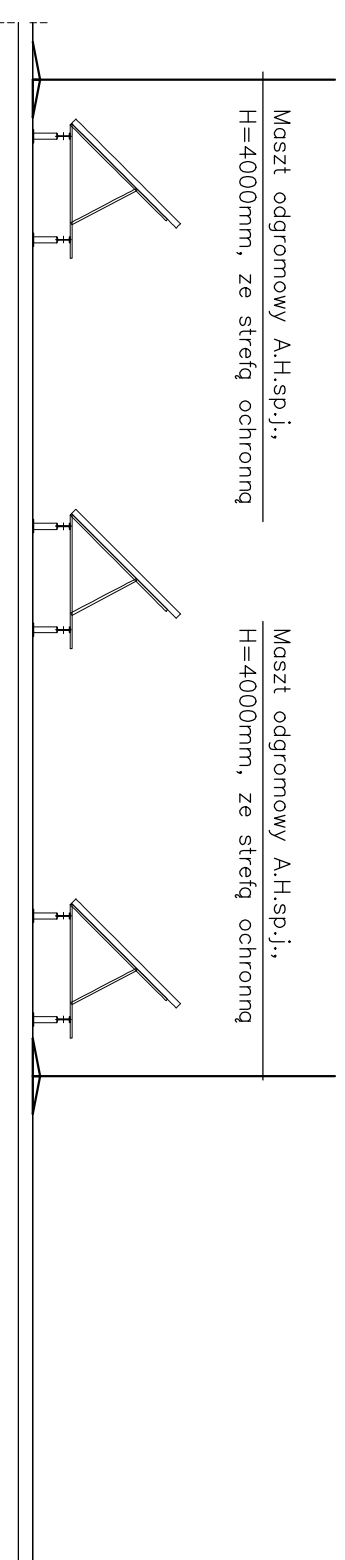 Maszt odgromowy A.H.sp.j.,
H=4000mm, ze strefą ochronną
Maszt odgromowy A.H.sp.j.,
H=4000mm, ze strefą ochronną